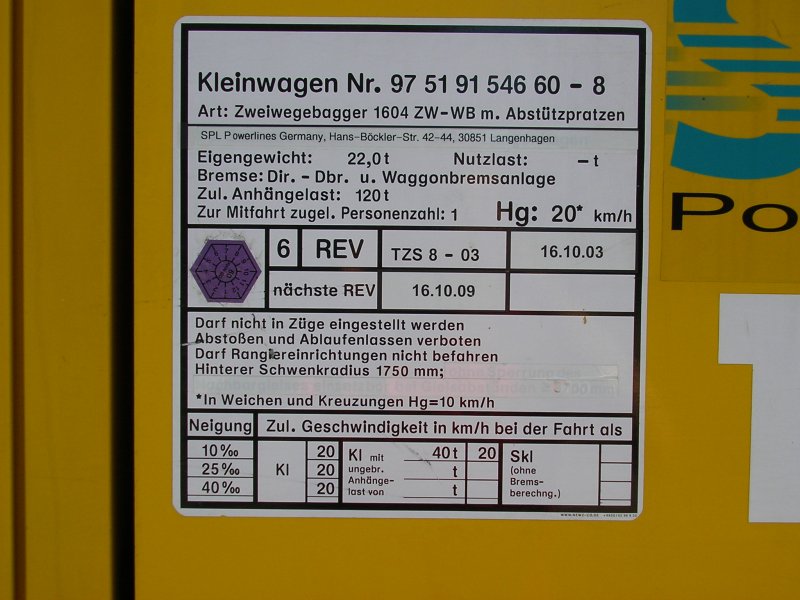 Kleinwagen Nr. 97 51 91 546 60 - 8
Art: Zweiwegebagger 1604 ZW-WB m. Abstützpratzen
SPL Powerlines Germany, Hans-Böckler-Str. 42-44, 30851 Langenhagen
Eigengewicht: 22,0 t Nutzlast: - t
Bremse: Dir. - Dbr. u. Waggonbremsanlage
Zul. Anhängelast: 120 t
Zur Mitfahrt zugel. Personenzahl: 1 Hg: 20* km/h
Po
6 REV TZS 8 - 03 16.10.03
nächste REV 16.10.09
Darf nicht in Züge eingestellt werden
Abstoßen und Ablaufenlassen verboten
Darf Rangiereinrichtungen nicht befahren
Hinterer Schwenkradius 1750 mm;
*In Weichen und Kreuzungen Hg=10 km/h
Neigung Zul. Geschwindigkeit in km/h bei der Fahrt als
10‰ 20 Kl mit 40 t 20 Skl
25‰ Kl 20 ungebr. t (ohne
Anhänge- Brems-
40‰ 20 last von t berechng.)